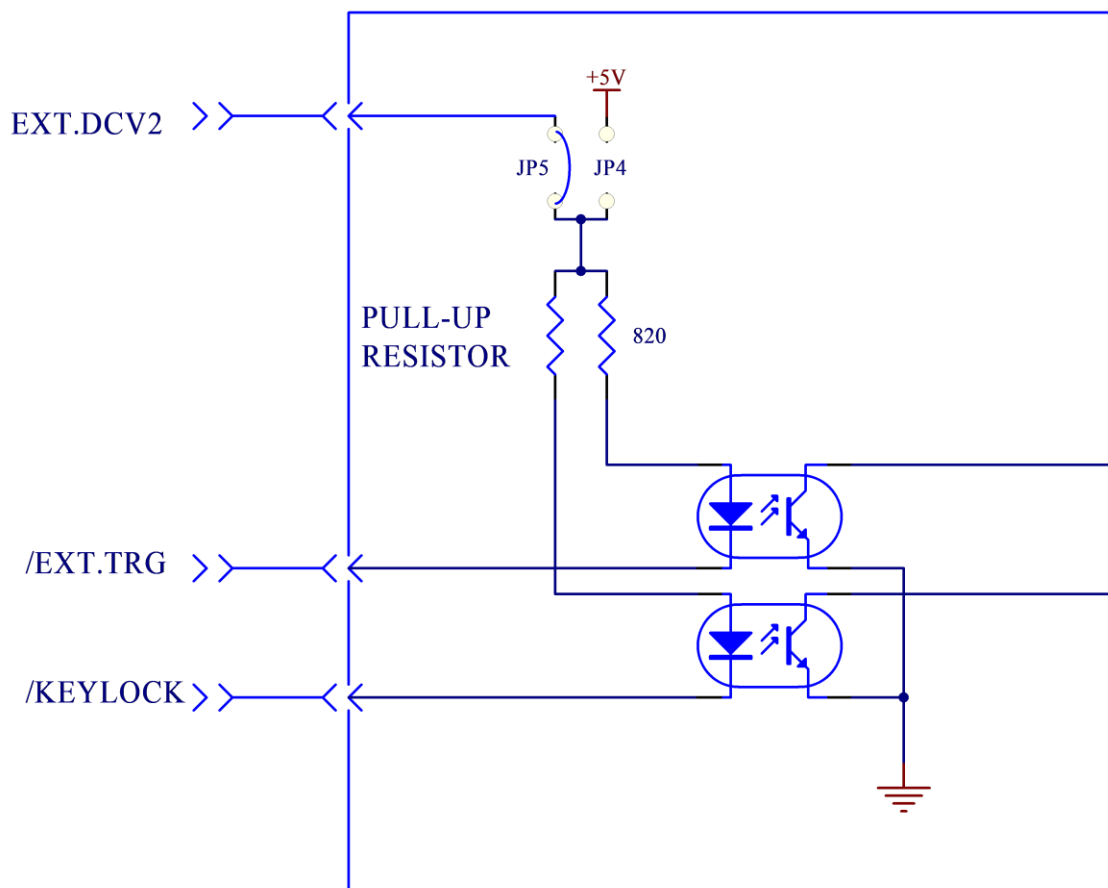 +5V
EXT.DCV2
JP5
JP4
PULL-UP
RESISTOR
820
/EXT.TRG
/KEYLOCK